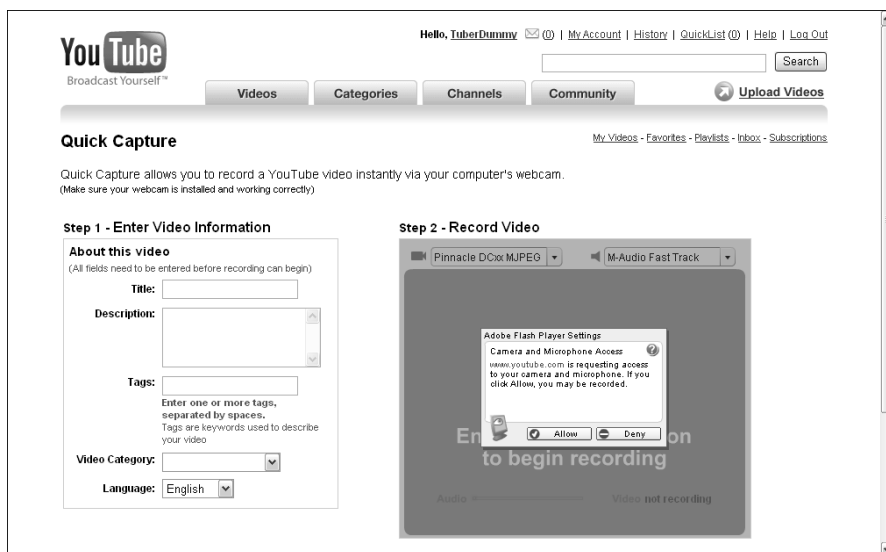 Hello, TuberDummy (0) | My Account | History | QuickList (0) | Help | Log Out
YouTube
Broadcast Yourself™
Search
Videos Categories Channels Community Upload Videos
Quick Capture
My Videos - Favorites - Playlists - Inbox - Subscriptions
Quick Capture allows you to record a YouTube video instantly via your computer's webcam.
(Make sure your webcam is installed and working correctly)
Step 1 - Enter Video Information
About this video
(All fields need to be entered before recording can begin)
Title:
Description:
Tags:
Enter one or more tags,
separated by spaces.
Tags are keywords used to describe
your video
Video Category:
Language: English
Step 2 - Record Video
Pinnacle DCxx MJPEG M-Audio Fast Track
Adobe Flash Player Settings
Camera and Microphone Access
www.youtube.com is requesting access
to your camera and microphone. If you
click Allow, you may be recorded.
Allow Deny
to begin recording
Audio Video not recording